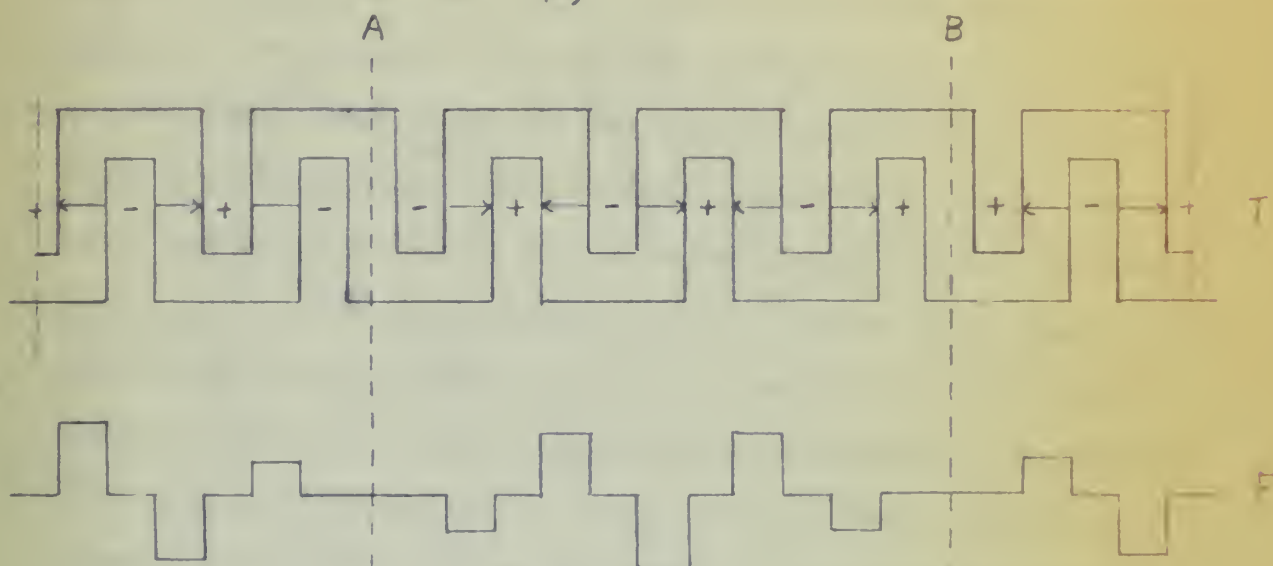 A B
+ - + - - + - + - + + - + T
F